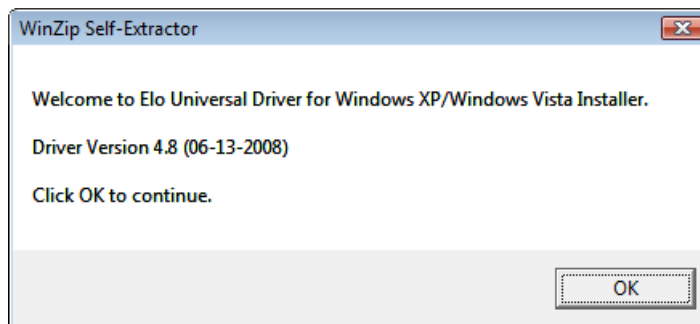 WinZip Self-Extractor
Welcome to Elo Universal Driver for Windows XP/Windows Vista Installer.
Driver Version 4.8 (06-13-2008)
Click OK to continue.
OK